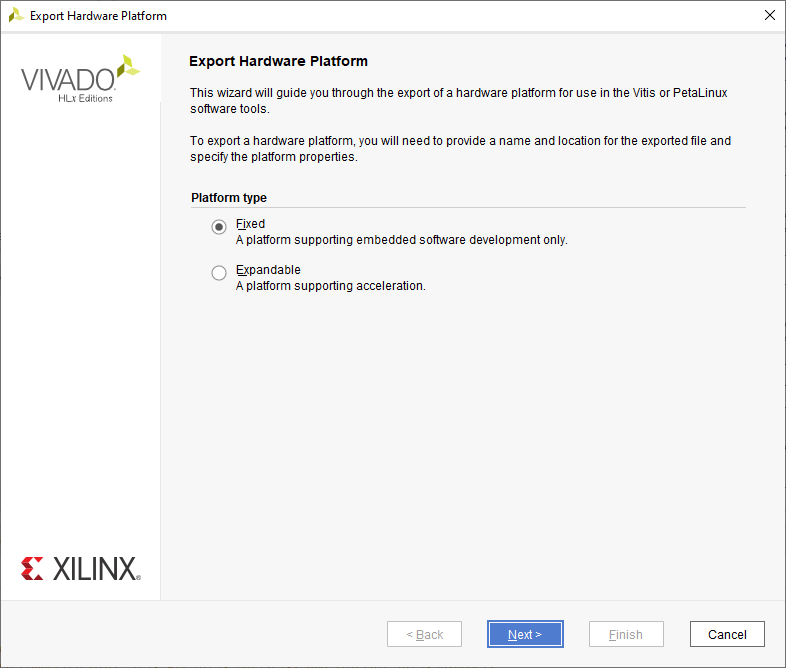 Export Hardware Platform
VIVADO.
HLx Editions
Export Hardware Platform
This wizard will guide you through the export of a hardware platform for use in the Vitis or PetaLinux
software tools.
To export a hardware platform, you will need to provide a name and location for the exported file and
specify the platform properties.
Platform type
Fixed
A platform supporting embedded software development only.
Expandable
A platform supporting acceleration.
XILINX®
< Back
Next >
Finish
Cancel